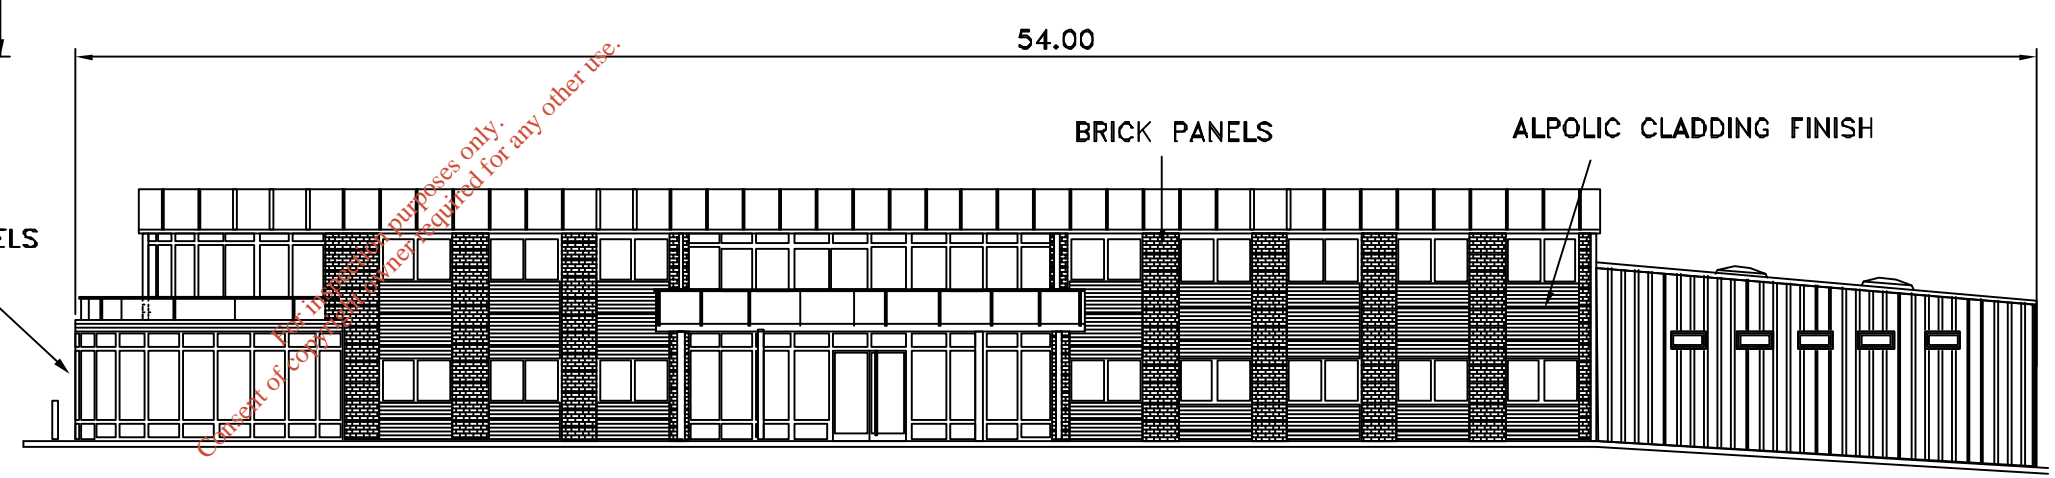 54.00
BRICK PANELS
ALPOLIC CLADDING FINISH
ELS
For inspection purposes only.
Consent of copyright owner required for any other use.